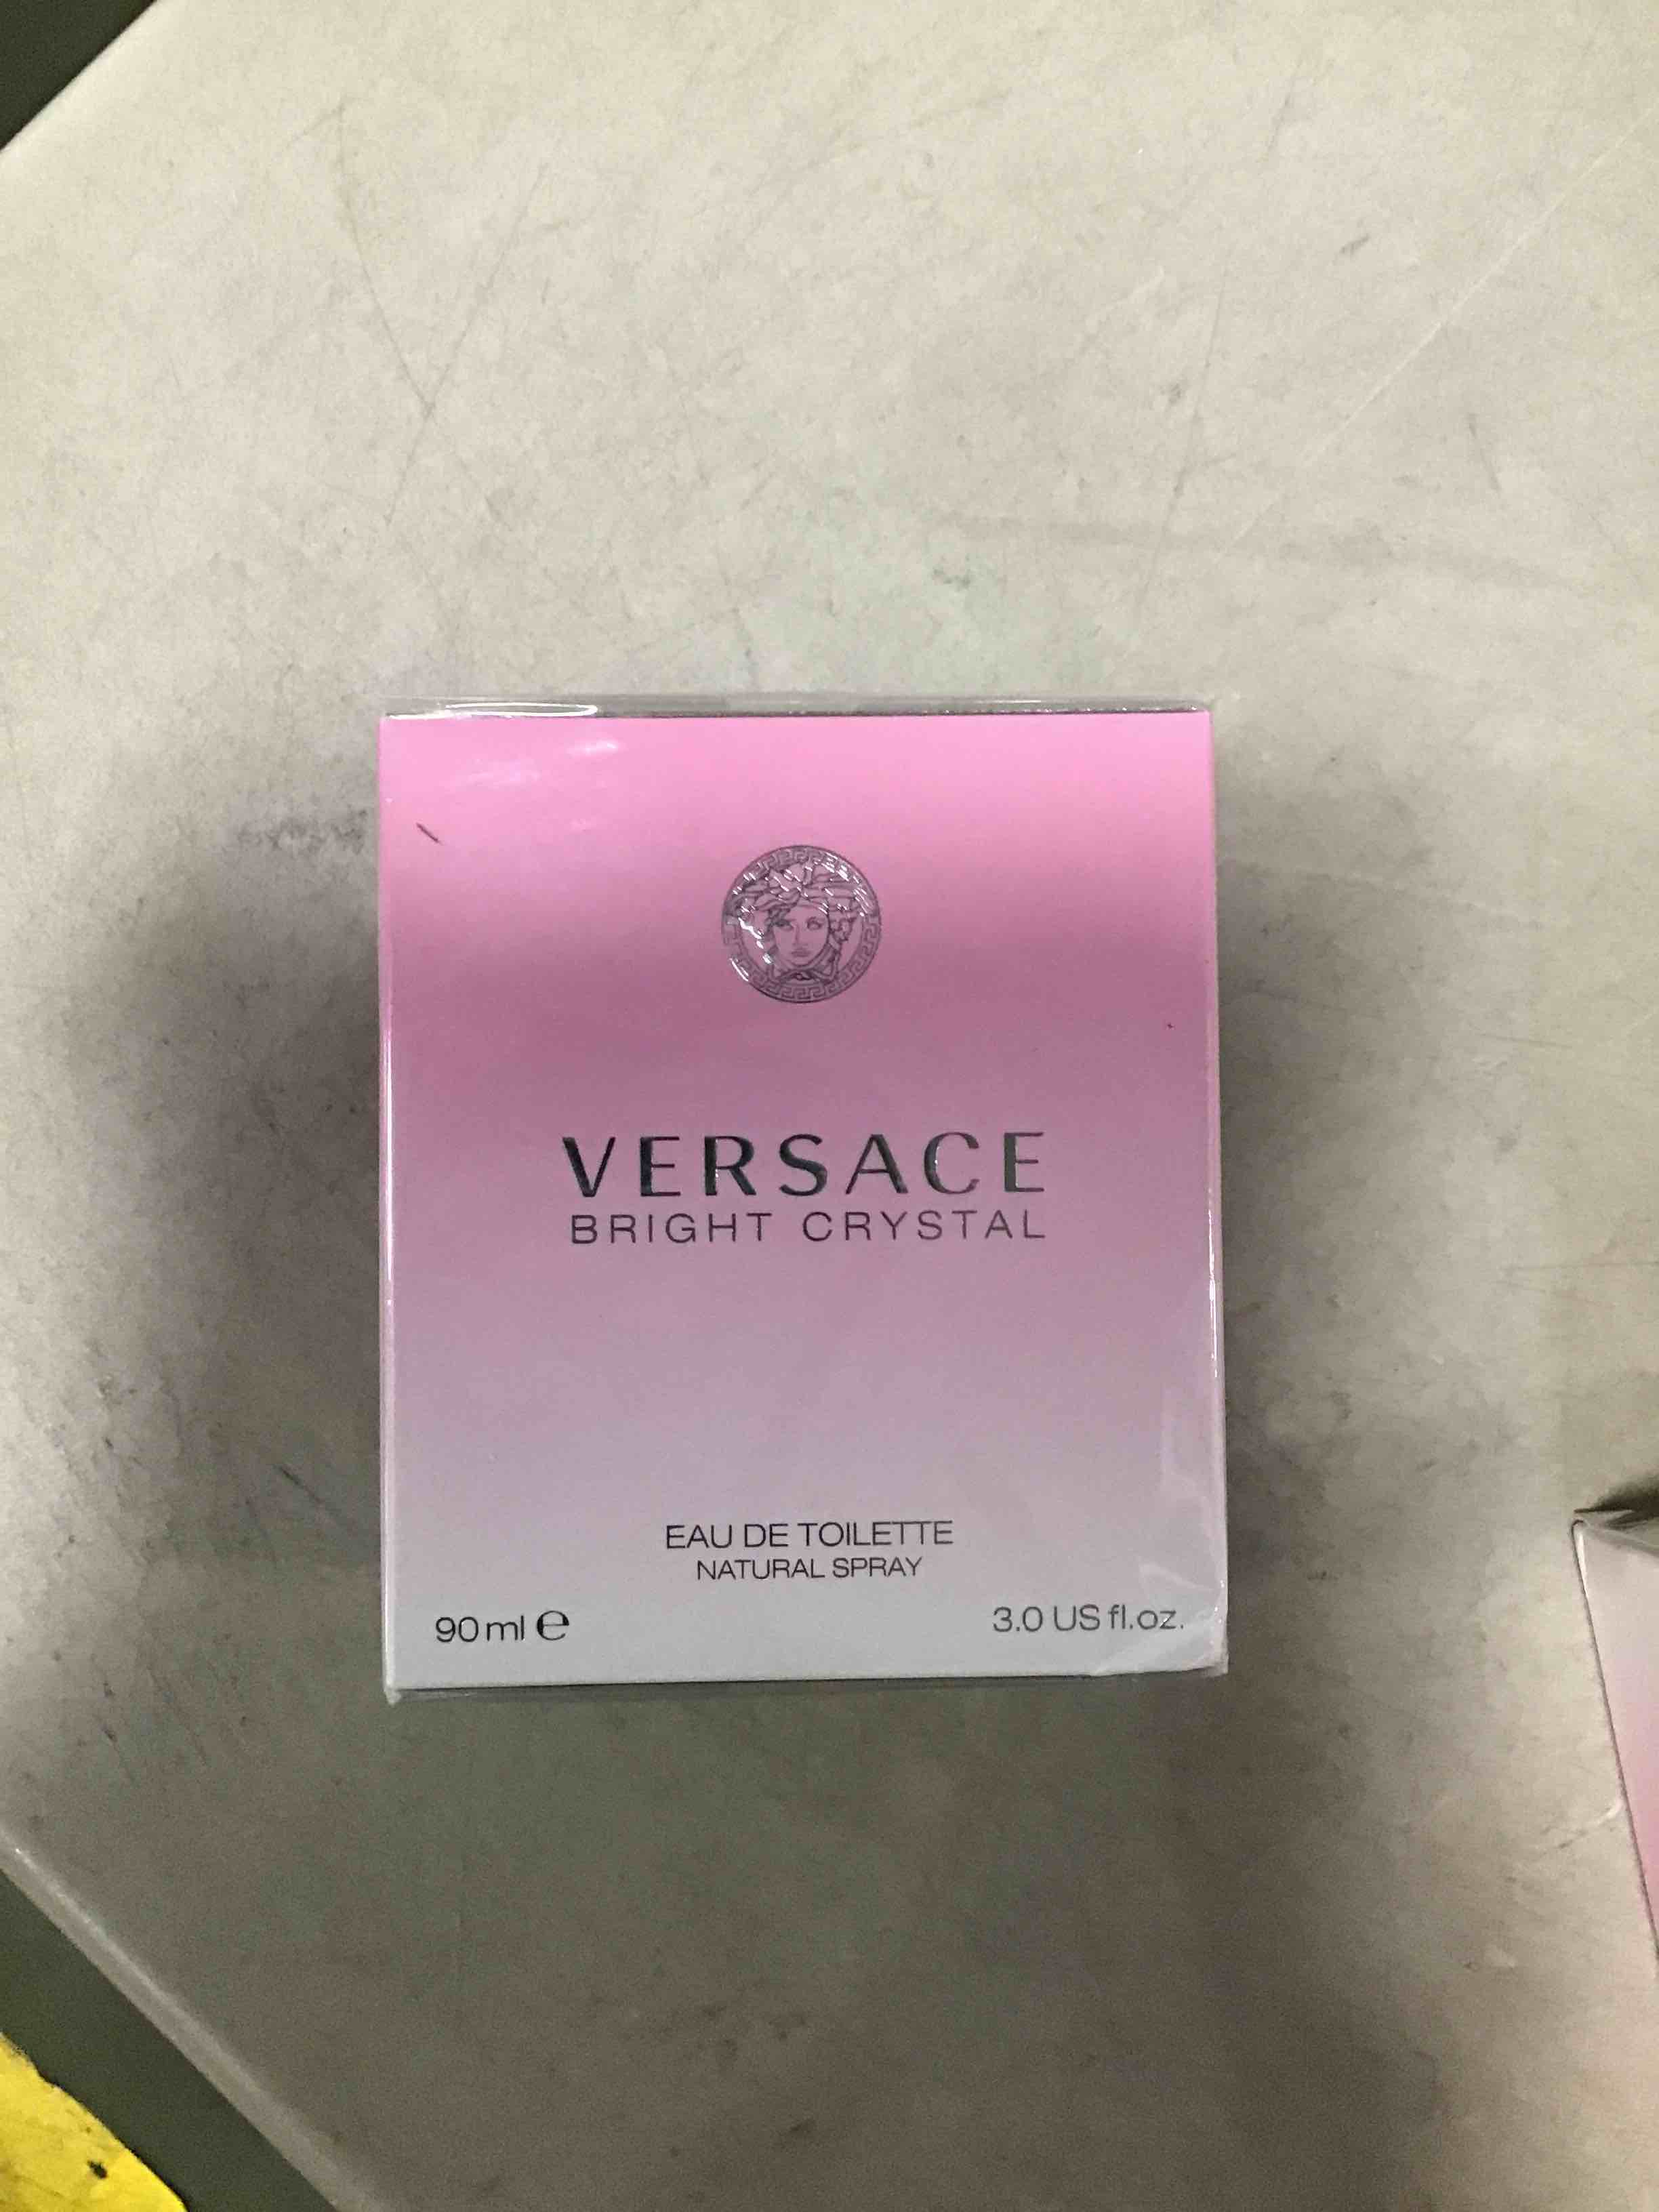 VERSACE
BRIGHT CRYSTAL
EAU DE TOILETTE
NATURAL SPRAY
90 ml ℮
3.0 US fl.oz.